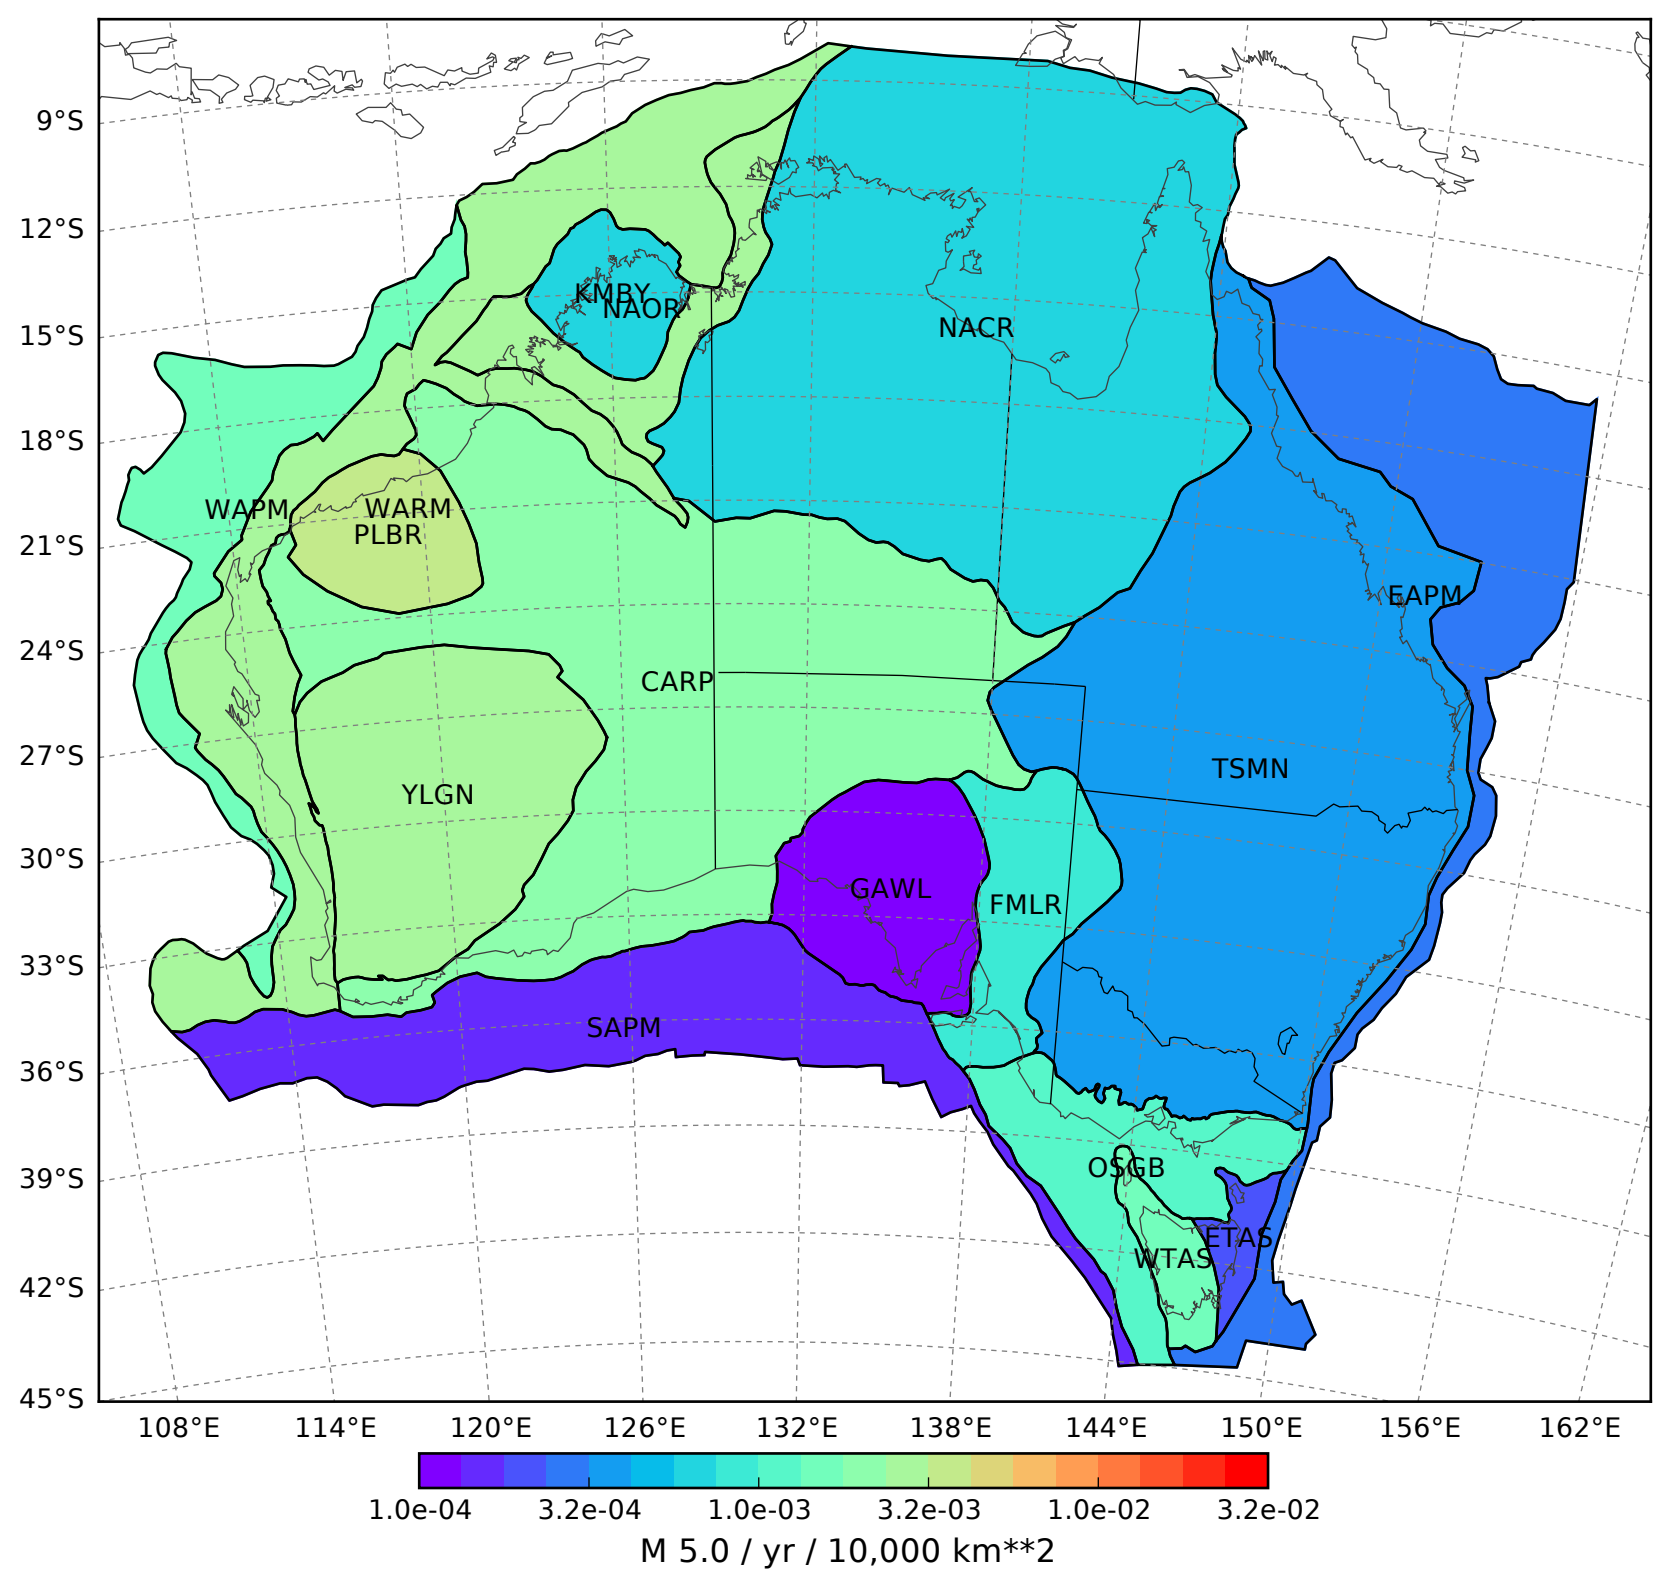 9°S
12°S
15°S
18°S
21°S
24°S
27°S
30°S
33°S
36°S
39°S
42°S
45°S
KMBY
NAOR
NACR
WAPM
WARM
PLBR
EAPM
CARP
TSMN
YLGN
GAWL
FMLR
SAPM
OSGB
ETAS
WTAS
108°E 114°E 120°E 126°E 132°E 138°E 144°E 150°E 156°E 162°E
1.0e-04 3.2e-04 1.0e-03 3.2e-03 1.0e-02 3.2e-02
M 5.0 / yr / 10,000 km**2